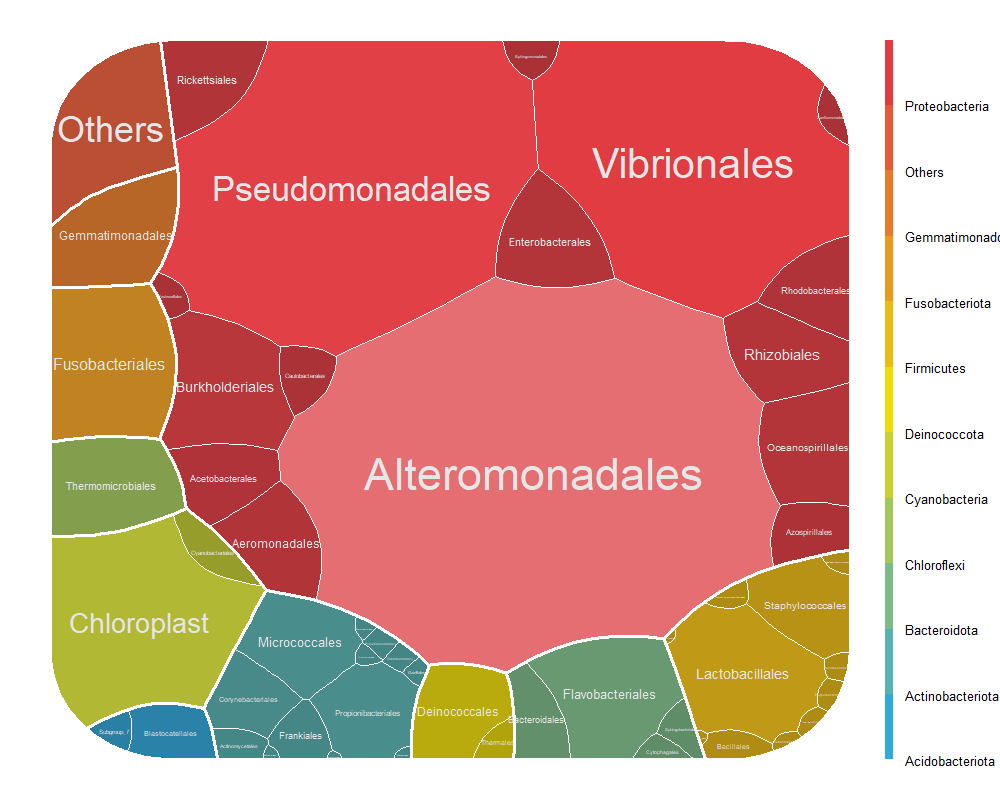 Rickettsiales
Others
Vibrionales
Pseudomonadales
Gemmatimonadales
Enterobacterales
Rhodobacterales
Rhizobiales
Fusobacteriales
Burkholderiales
Caulobacterales
Oceanospirillales
Alteromonadales
Acetobacterales
Thermomicrobiales
Azospirillales
Aeromonadales
Cyanobacteriales
Staphylococcales
Chloroplast
Micrococcales
Lactobacillales
Flavobacteriales
Corynebacteriales
Propionibacteriales
Deinococcales
Bacteroidales
Subgroup_7
Blastocatellales
Frankiales
Thermales
Actinomycetales
Bacillales
Cytophagales
Proteobacteria
Others
Gemmatimonado
Fusobacteriota
Firmicutes
Deinococcota
Cyanobacteria
Chloroflexi
Bacteroidota
Actinobacteriota
Acidobacteriota